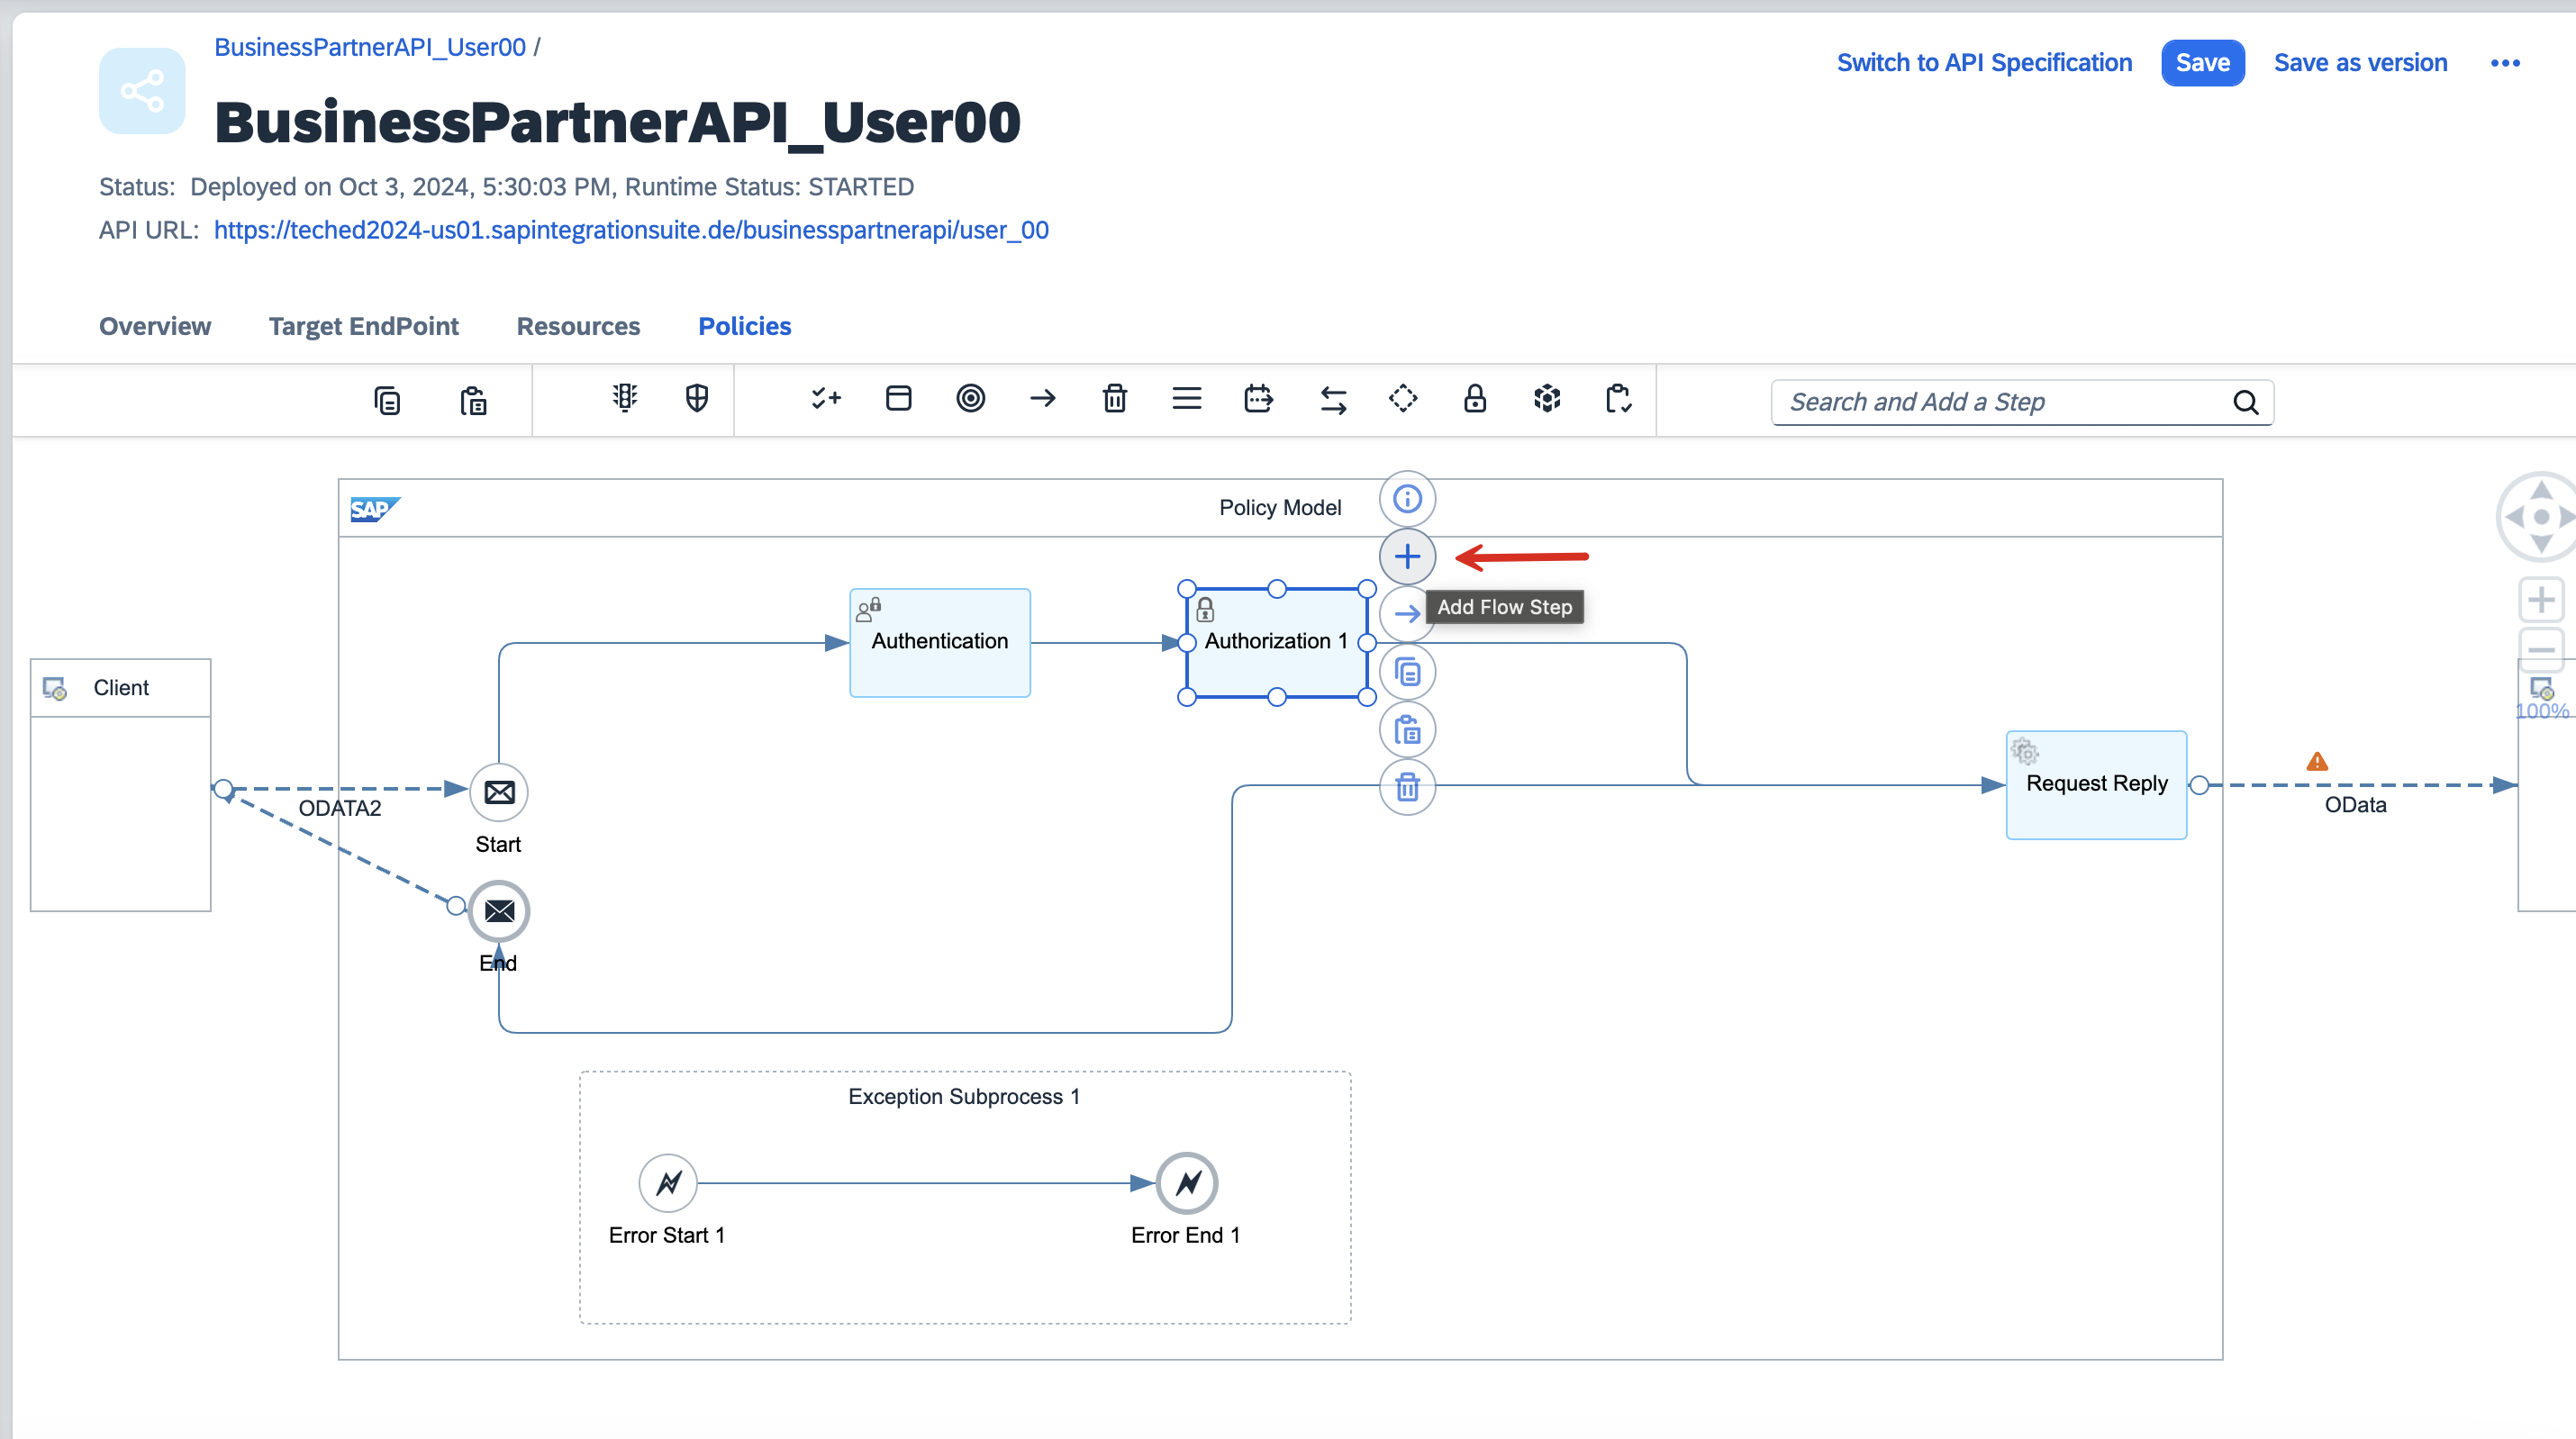 BusinessPartnerAPI_User00 /
Switch to API Specification
Save
Save as version
BusinessPartnerAPI_User00
Status: Deployed on Oct 3, 2024, 5:30:03 PM, Runtime Status: STARTED
API URL: https://teched2024-us01.sapintegrationsuite.de/businesspartnerapi/user_00
Overview
Target EndPoint
Resources
Policies
Search and Add a Step
SAP
Policy Model
Add Flow Step
Authentication
Authorization 1
Client
100%
Request Reply
ODATA2
OData
Start
End
Exception Subprocess 1
Error Start 1
Error End 1